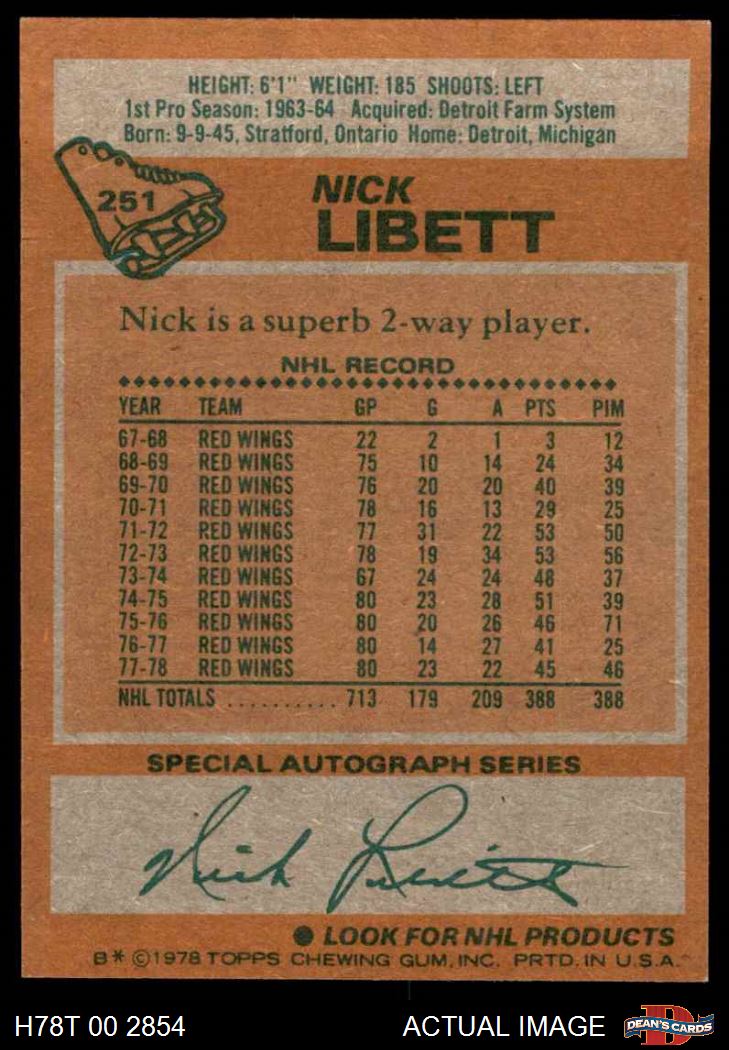 HEIGHT: 6'1" WEIGHT: 185 SHOOTS: LEFT
1st Pro Season: 1963-64 Acquired: Detroit Farm System
Born: 9-9-45, Stratford, Ontario Home: Detroit, Michigan
251
NICK
LIBETT
Nick is a superb 2-way player.
NHL RECORD
YEAR TEAM GP G A PTS PIM
67-68 RED WINGS 22 2 1 3 12
68-69 RED WINGS 75 10 14 24 34
69-70 RED WINGS 76 20 20 40 39
70-71 RED WINGS 78 16 13 29 25
71-72 RED WINGS 77 31 22 53 50
72-73 RED WINGS 78 19 34 53 56
73-74 RED WINGS 67 24 24 48 37
74-75 RED WINGS 80 23 28 51 39
75-76 RED WINGS 80 20 26 46 71
76-77 RED WINGS 80 14 27 41 25
77-78 RED WINGS 80 23 22 45 46
NHL TOTALS .......... 713 179 209 388 388
SPECIAL AUTOGRAPH SERIES
Nick Libett
● LOOK FOR NHL PRODUCTS
B* ©1978 TOPPS CHEWING GUM, INC. PRTD. IN U.S.A.
H78T 00 2854 ACTUAL IMAGE
D
DEAN'S CARDS